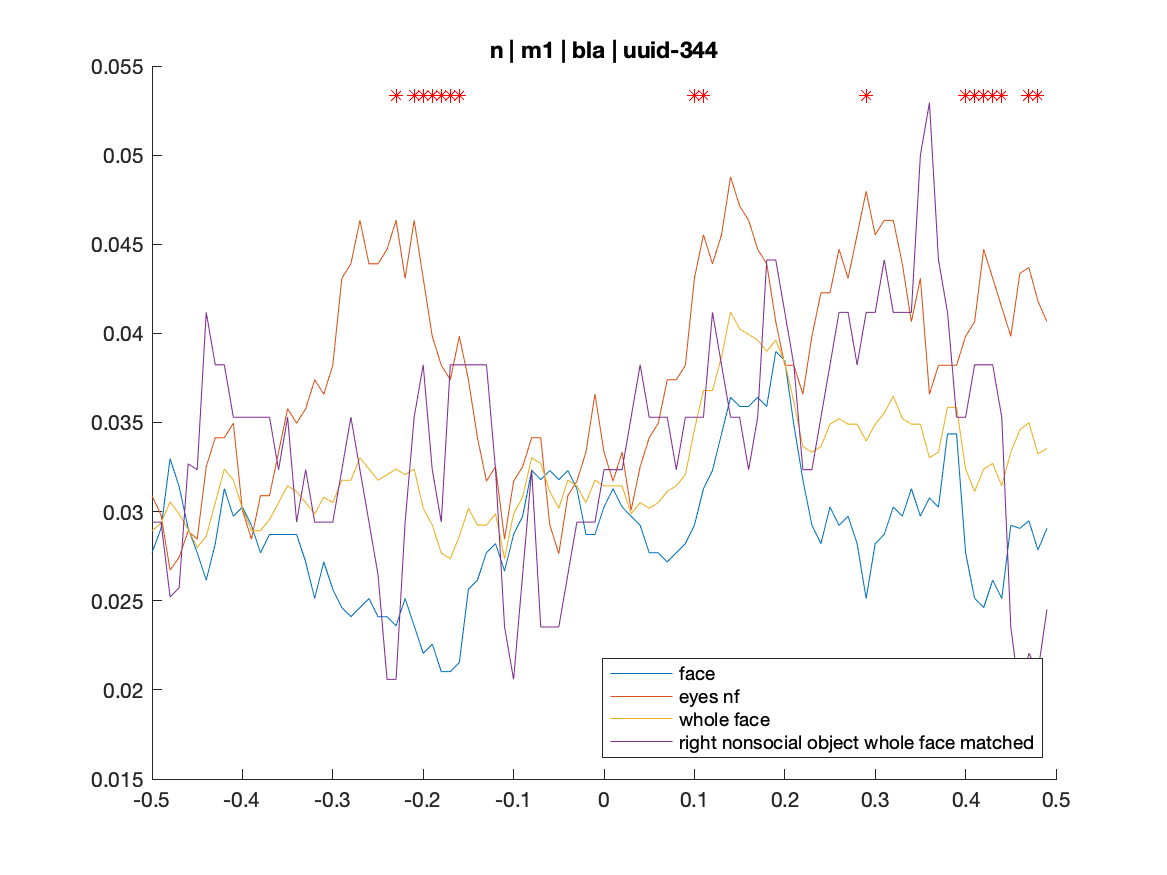 n | m1 | bla | uuid-344
0.055
0.05
0.045
0.04
0.035
0.03
0.025
0.02
0.015
face
eyes nf
whole face
right nonsocial object whole face matched
-0.5 -0.4 -0.3 -0.2 -0.1 0 0.1 0.2 0.3 0.4 0.5